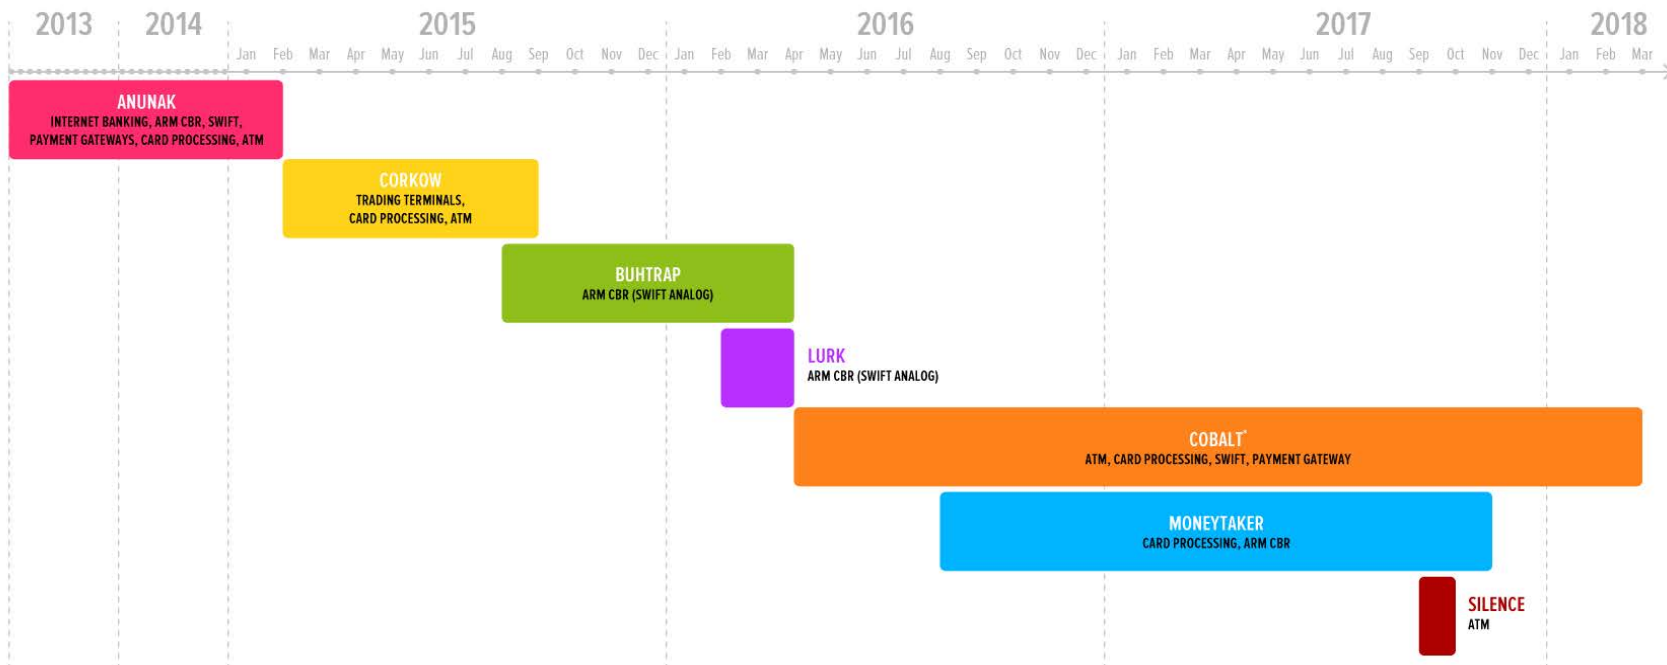 2013 2014 2015 2016 2017 2018
Jan Feb Mar Apr May Jun Jul Aug Sep Oct Nov Dec Jan Feb Mar Apr May Jun Jul Aug Sep Oct Nov Dec Jan Feb Mar Apr May Jun Jul Aug Sep Oct Nov Dec Jan Feb Mar
ANUNAK
INTERNET BANKING, ARM CBR, SWIFT,
PAYMENT GATEWAYS, CARD PROCESSING, ATM
CORKOW
TRADING TERMINALS,
CARD PROCESSING, ATM
BUHTRAP
ARM CBR (SWIFT ANALOG)
LURK
ARM CBR (SWIFT ANALOG)
COBALT*
ATM, CARD PROCESSING, SWIFT, PAYMENT GATEWAY
MONEYTAKER
CARD PROCESSING, ARM CBR
SILENCE
ATM